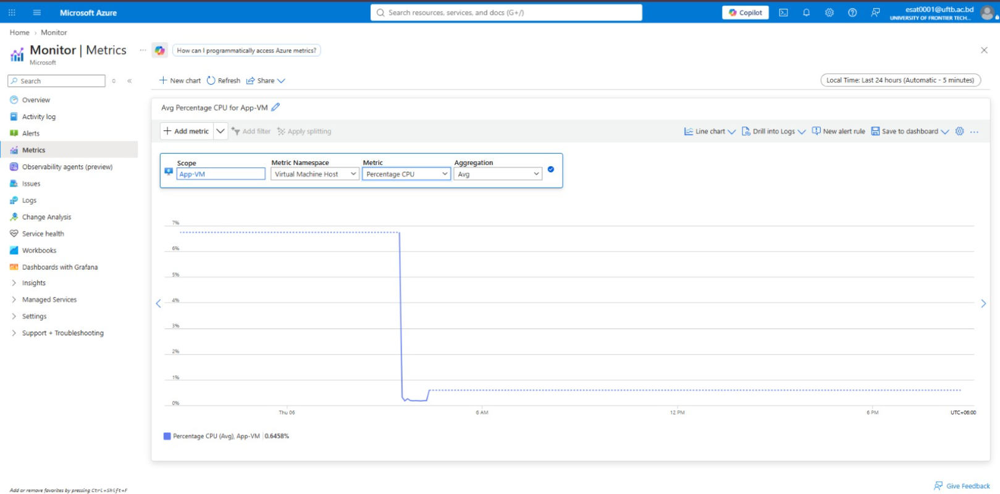 Microsoft Azure
Search resources, services, and docs (G+/)
Copilot
esat0001@uftb.ac.bd
UNIVERSITY OF FRONTIER TECH...
Home > Monitor
Monitor | Metrics
Microsoft
How can I programmatically access Azure metrics?
Search
Overview
Activity log
Alerts
Metrics
Observability agents (preview)
Issues
Logs
Change Analysis
Service health
Workbooks
Dashboards with Grafana
Insights
Managed Services
Settings
Support + Troubleshooting
Add or remove favorites by pressing Ctrl+Shift+F
New chart Refresh Share
Local Time: Last 24 hours (Automatic - 5 minutes)
Avg Percentage CPU for App-VM
Add metric Add filter Apply splitting
Line chart Drill into Logs New alert rule Save to dashboard ...
Scope Metric Namespace Metric Aggregation
App-VM Virtual Machine Host Percentage CPU Avg
7%
6%
5%
4%
3%
2%
1%
0%
Thu 06 6 AM 12 PM 6 PM UTC+06:00
Percentage CPU (Avg), App-VM | 0.6458%
Give Feedback